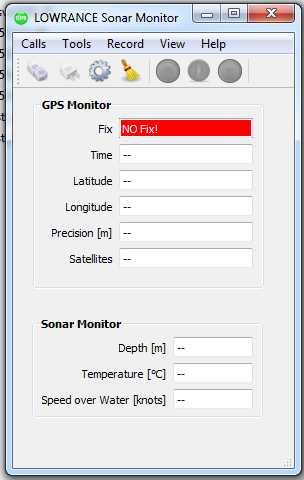 LOWRANCE Sonar Monitor
Calls Tools Record View Help
GPS Monitor
Fix NO Fix!
Time --
Latitude --
Longitude --
Precision [m] --
Satellites --
Sonar Monitor
Depth [m] --
Temperature [°C] --
Speed over Water [knots] --